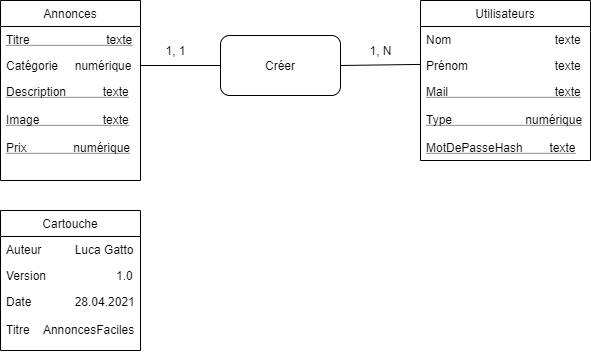 Annonces
Titre texte
Catégorie numérique
Description texte
Image texte
Prix numérique
1, 1
Créer
1, N
Utilisateurs
Nom texte
Prénom texte
Mail texte
Type numérique
MotDePasseHash texte
Cartouche
Auteur Luca Gatto
Version 1.0
Date 28.04.2021
Titre AnnoncesFaciles